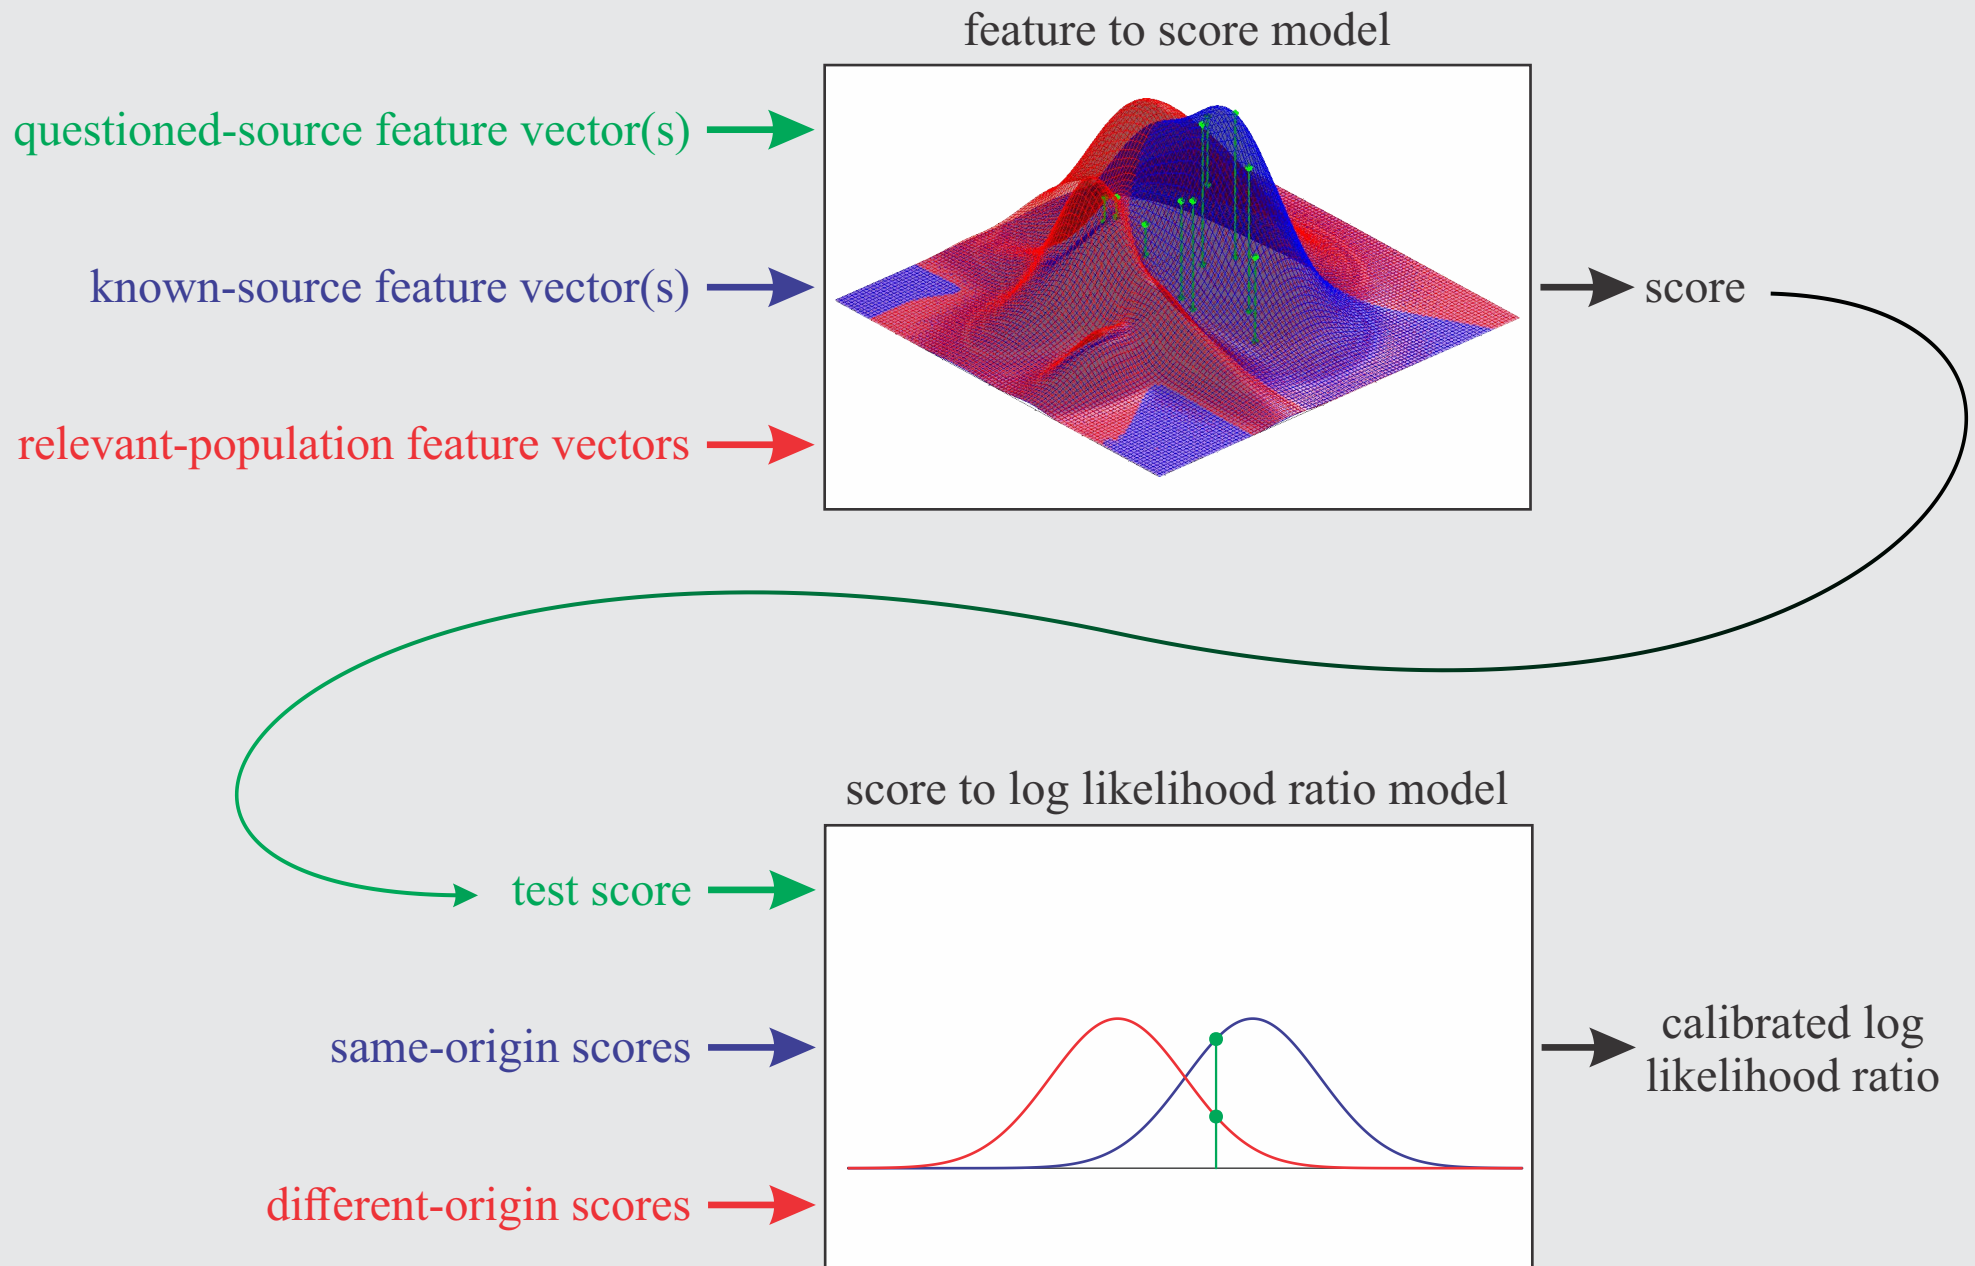 feature to score model
questioned-source feature vector(s)
known-source feature vector(s)
score
relevant-population feature vectors
score to log likelihood ratio model
test score
same-origin scores
calibrated log
likelihood ratio
different-origin scores